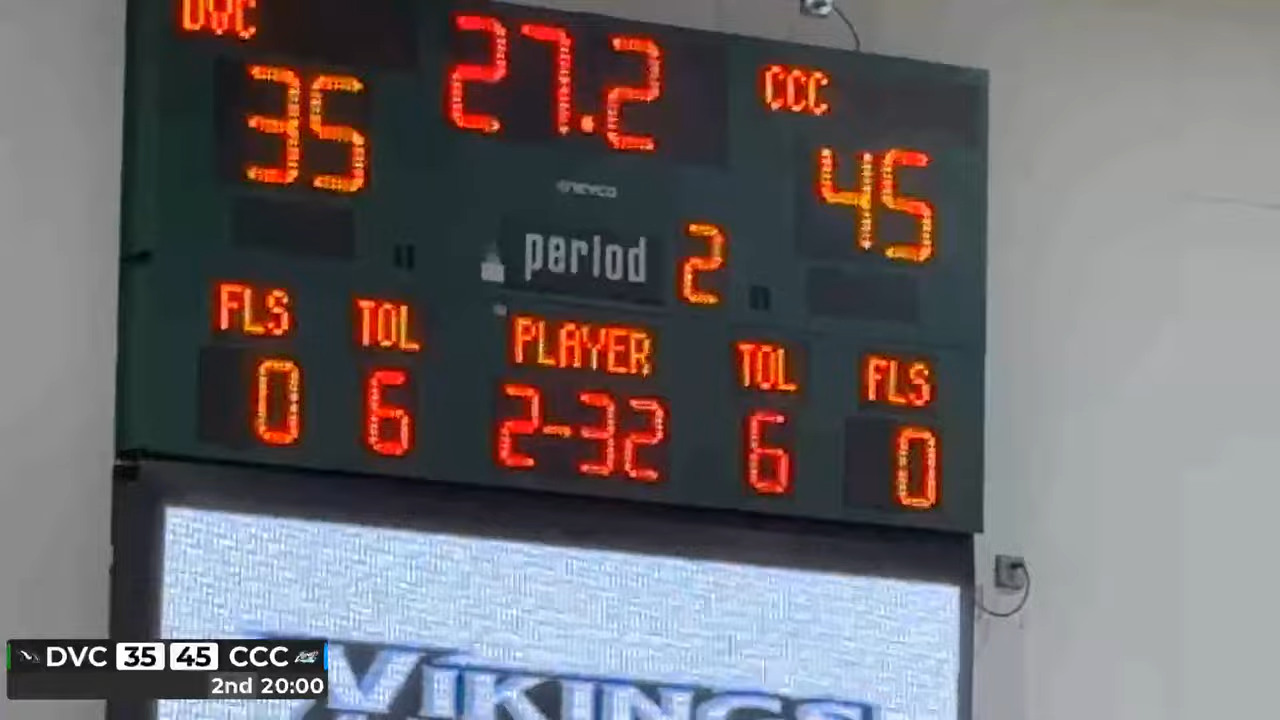 DVC 27.2 CCC
35 45
NEVCO
period 2
FLS TOL PLAYER TOL FLS
0 6 2-32 6 0
VIKINGS
DVC 35 45 CCC
2nd 20:00